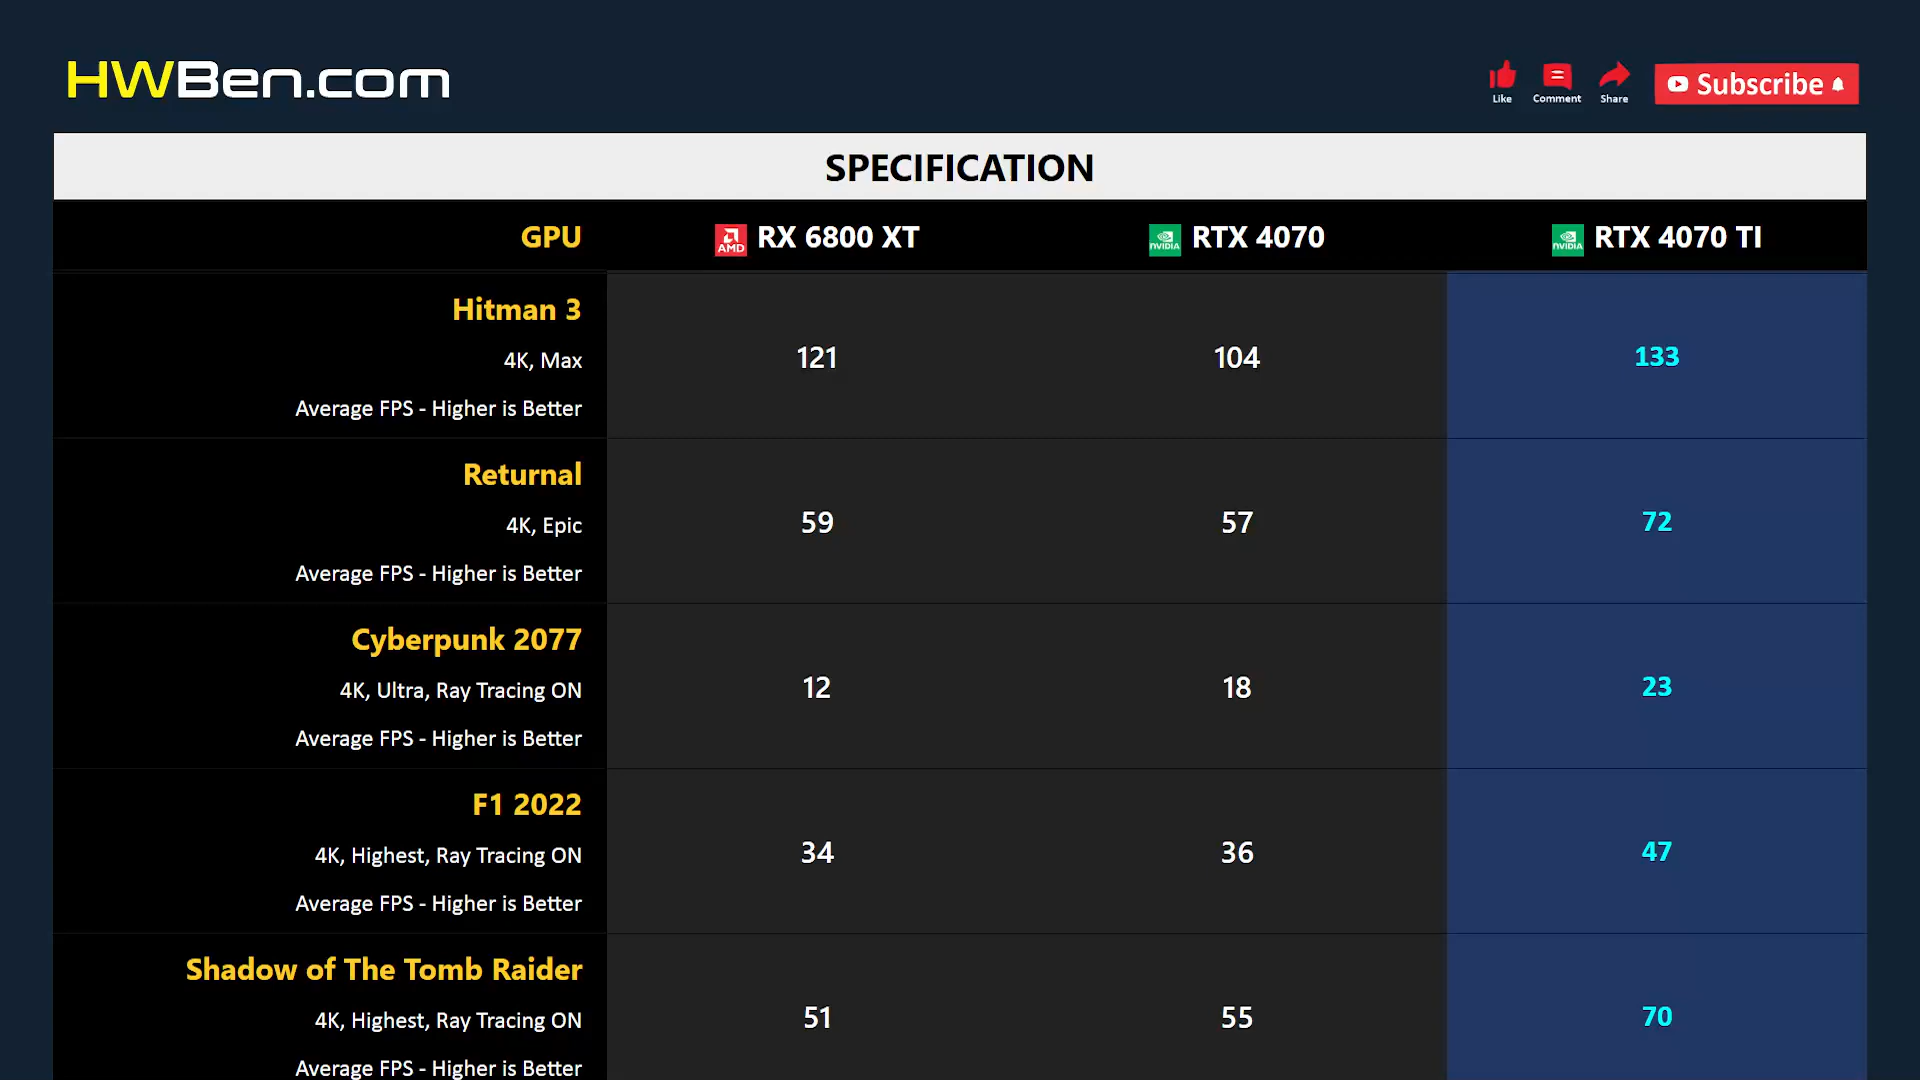 HWBen.com
Like
Comment
Share
Subscribe
SPECIFICATION
GPU AMD RX 6800 XT NVIDIA RTX 4070 NVIDIA RTX 4070 TI
Hitman 3
4K, Max
Average FPS - Higher is Better
121 104 133
Returnal
4K, Epic
Average FPS - Higher is Better
59 57 72
Cyberpunk 2077
4K, Ultra, Ray Tracing ON
Average FPS - Higher is Better
12 18 23
F1 2022
4K, Highest, Ray Tracing ON
Average FPS - Higher is Better
34 36 47
Shadow of The Tomb Raider
4K, Highest, Ray Tracing ON
Average FPS - Higher is Better
51 55 70